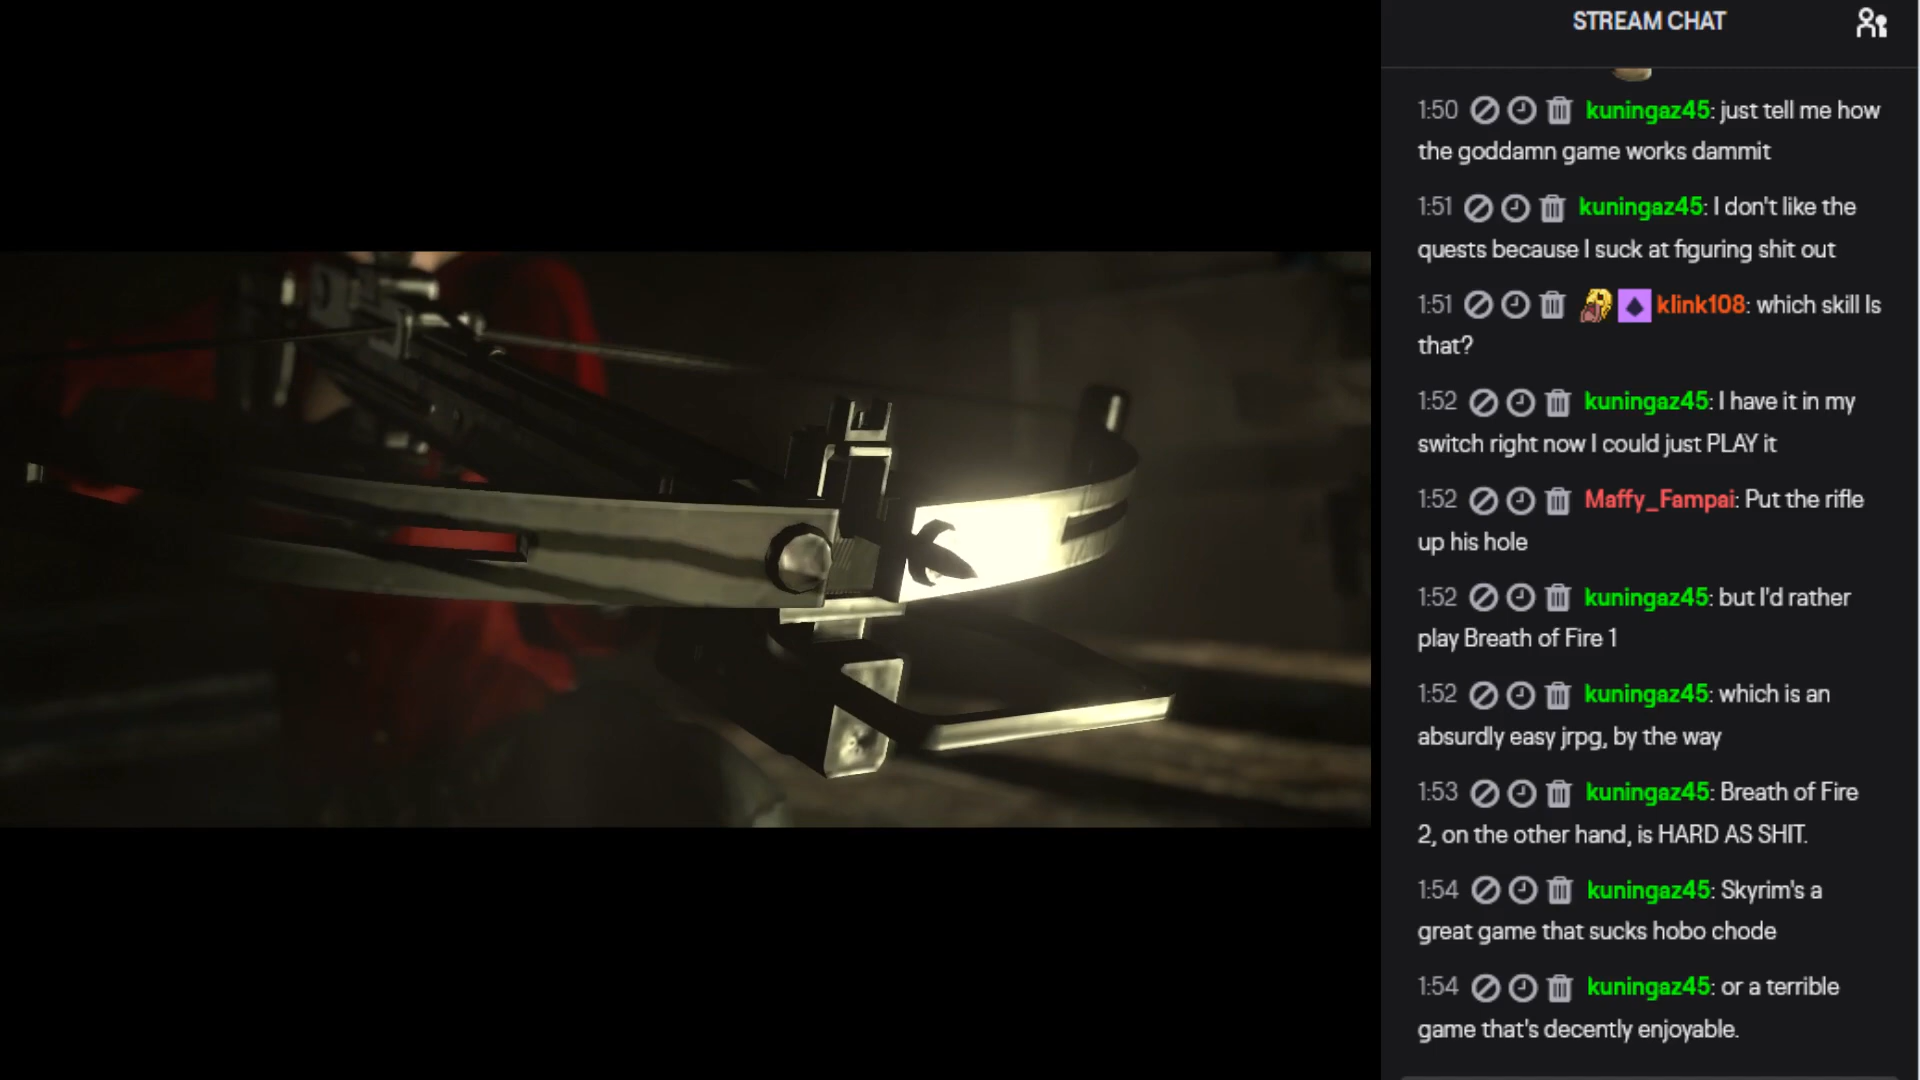 STREAM CHAT
1:50 kuningaz45: just tell me how
the goddamn game works dammit
1:51 kuningaz45: I don't like the
quests because I suck at figuring shit out
1:51 klink108: which skill Is
that?
1:52 kuningaz45: I have it in my
switch right now I could just PLAY it
1:52 Maffy_Fampai: Put the rifle
up his hole
1:52 kuningaz45: but I'd rather
play Breath of Fire 1
1:52 kuningaz45: which is an
absurdly easy jrpg, by the way
1:53 kuningaz45: Breath of Fire
2, on the other hand, is HARD AS SHIT.
1:54 kuningaz45: Skyrim's a
great game that sucks hobo chode
1:54 kuningaz45: or a terrible
game that's decently enjoyable.